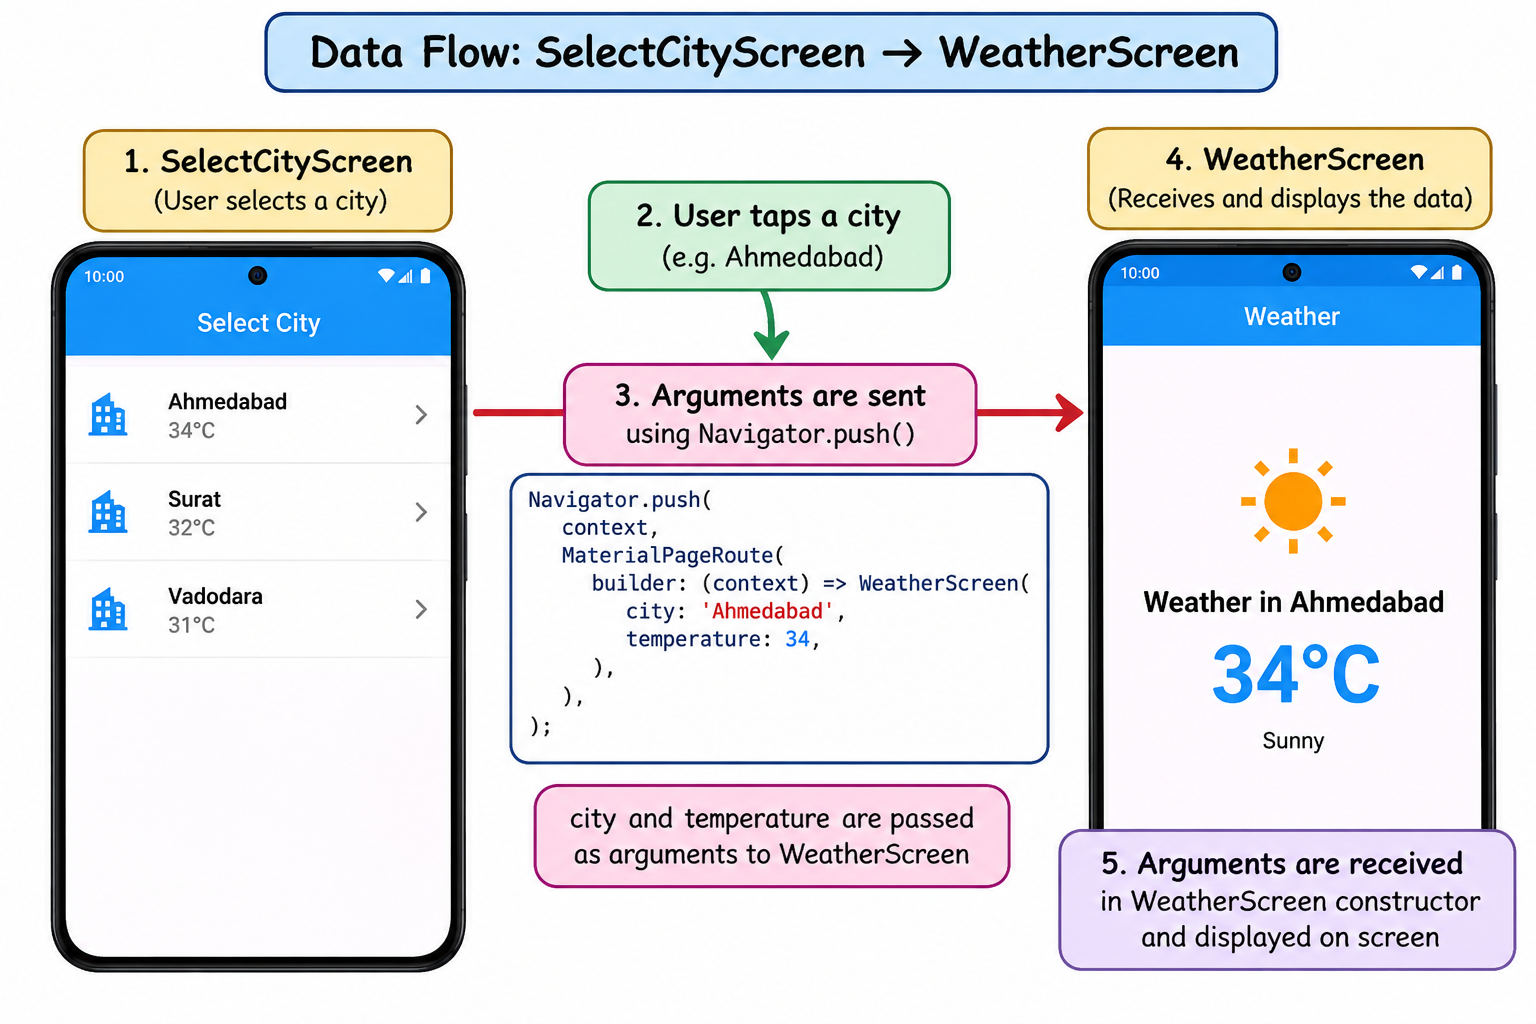 Data Flow: SelectCityScreen → WeatherScreen
1. SelectCityScreen
(User selects a city)
10:00
Select City
Ahmedabad
34°C
Surat
32°C
Vadodara
31°C
2. User taps a city
(e.g. Ahmedabad)
3. Arguments are sent
using Navigator.push()
Navigator.push(
context,
MaterialPageRoute(
builder: (context) => WeatherScreen(
city: 'Ahmedabad',
temperature: 34,
),
),
);
city and temperature are passed
as arguments to WeatherScreen
4. WeatherScreen
(Receives and displays the data)
10:00
Weather
Weather in Ahmedabad
34°C
Sunny
5. Arguments are received
in WeatherScreen constructor
and displayed on screen